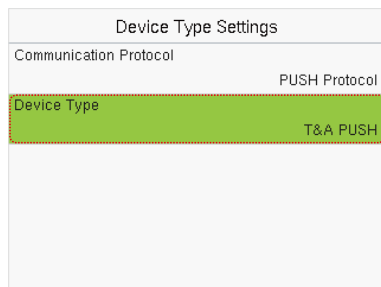 Device Type Settings
Communication Protocol
PUSH Protocol
Device Type
T&A PUSH